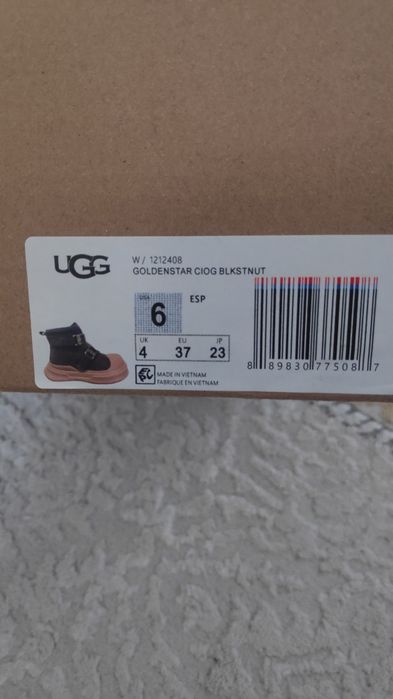 UGG
W / 1212408
GOLDENSTAR CIOG BLKSTNUT
USA
6
ESP
UK EU JP
4 37 23
MADE IN VIETNAM
FABRIQUE EN VIETNAM
8 89830 77508 7